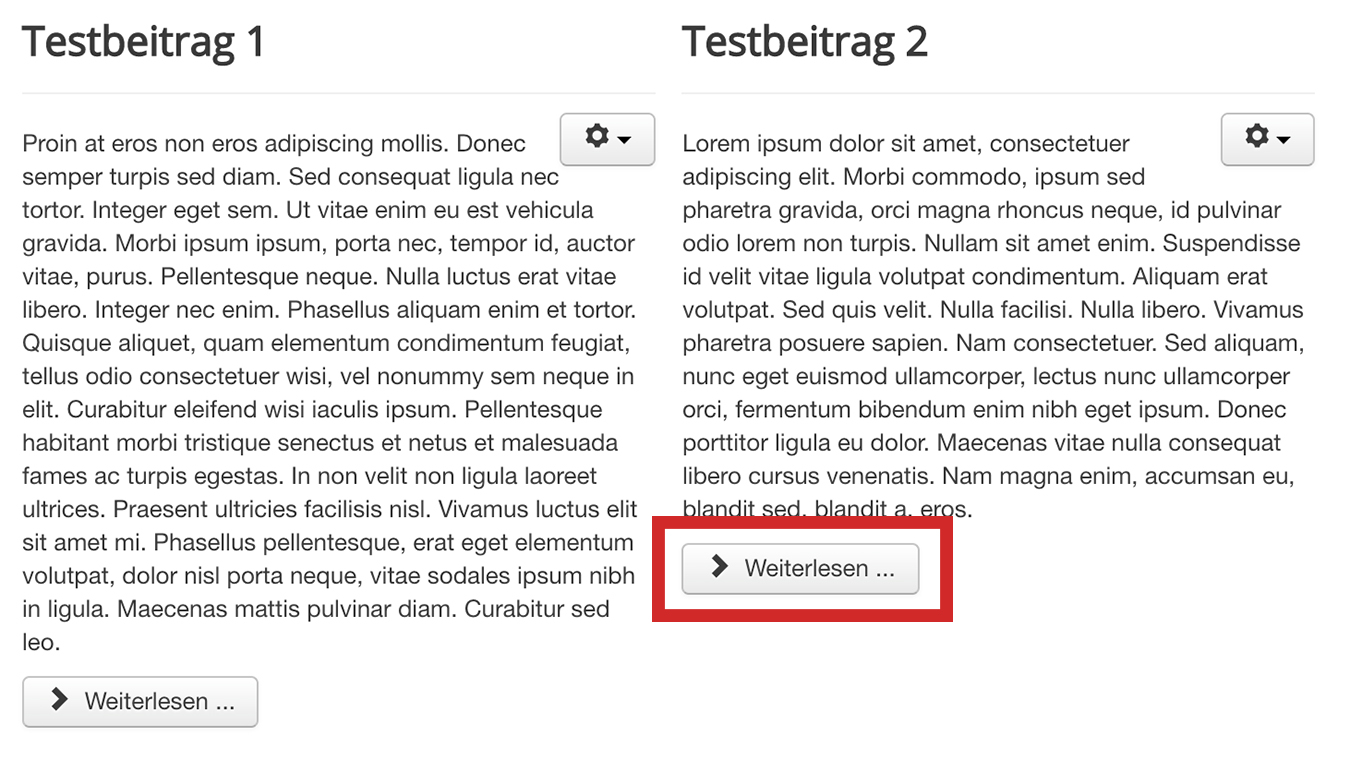 Testbeitrag 1
Proin at eros non eros adipiscing mollis. Donec
semper turpis sed diam. Sed consequat ligula nec
tortor. Integer eget sem. Ut vitae enim eu est vehicula
gravida. Morbi ipsum ipsum, porta nec, tempor id, auctor
vitae, purus. Pellentesque neque. Nulla luctus erat vitae
libero. Integer nec enim. Phasellus aliquam enim et tortor.
Quisque aliquet, quam elementum condimentum feugiat,
tellus odio consectetuer wisi, vel nonummy sem neque in
elit. Curabitur eleifend wisi iaculis ipsum. Pellentesque
habitant morbi tristique senectus et netus et malesuada
fames ac turpis egestas. In non velit non ligula laoreet
ultrices. Praesent ultricies facilisis nisl. Vivamus luctus elit
sit amet mi. Phasellus pellentesque, erat eget elementum
volutpat, dolor nisl porta neque, vitae sodales ipsum nibh
in ligula. Maecenas mattis pulvinar diam. Curabitur sed
leo.
Weiterlesen ...
Testbeitrag 2
Lorem ipsum dolor sit amet, consectetuer
adipiscing elit. Morbi commodo, ipsum sed
pharetra gravida, orci magna rhoncus neque, id pulvinar
odio lorem non turpis. Nullam sit amet enim. Suspendisse
id velit vitae ligula volutpat condimentum. Aliquam erat
volutpat. Sed quis velit. Nulla facilisi. Nulla libero. Vivamus
pharetra posuere sapien. Nam consectetuer. Sed aliquam,
nunc eget euismod ullamcorper, lectus nunc ullamcorper
orci, fermentum bibendum enim nibh eget ipsum. Donec
porttitor ligula eu dolor. Maecenas vitae nulla consequat
libero cursus venenatis. Nam magna enim, accumsan eu,
blandit sed, blandit a, eros.
Weiterlesen ...